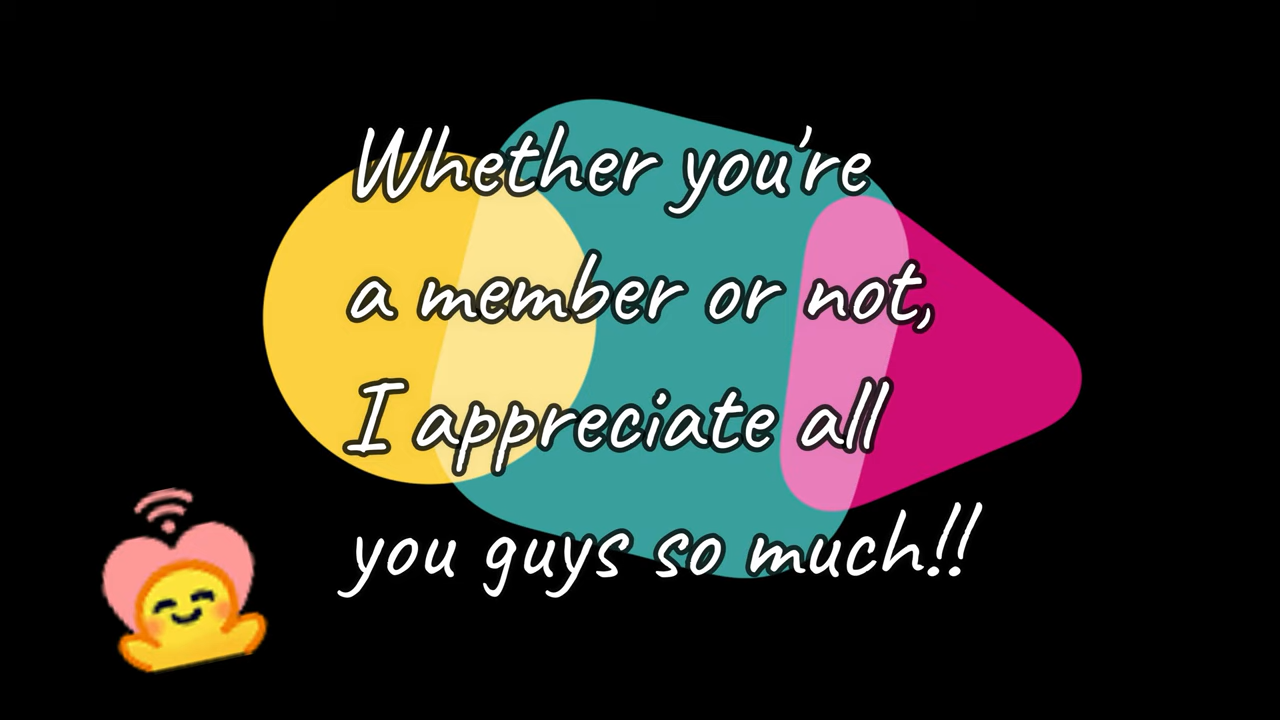 Whether you're
a member or not,
I appreciate all
you guys so much!!